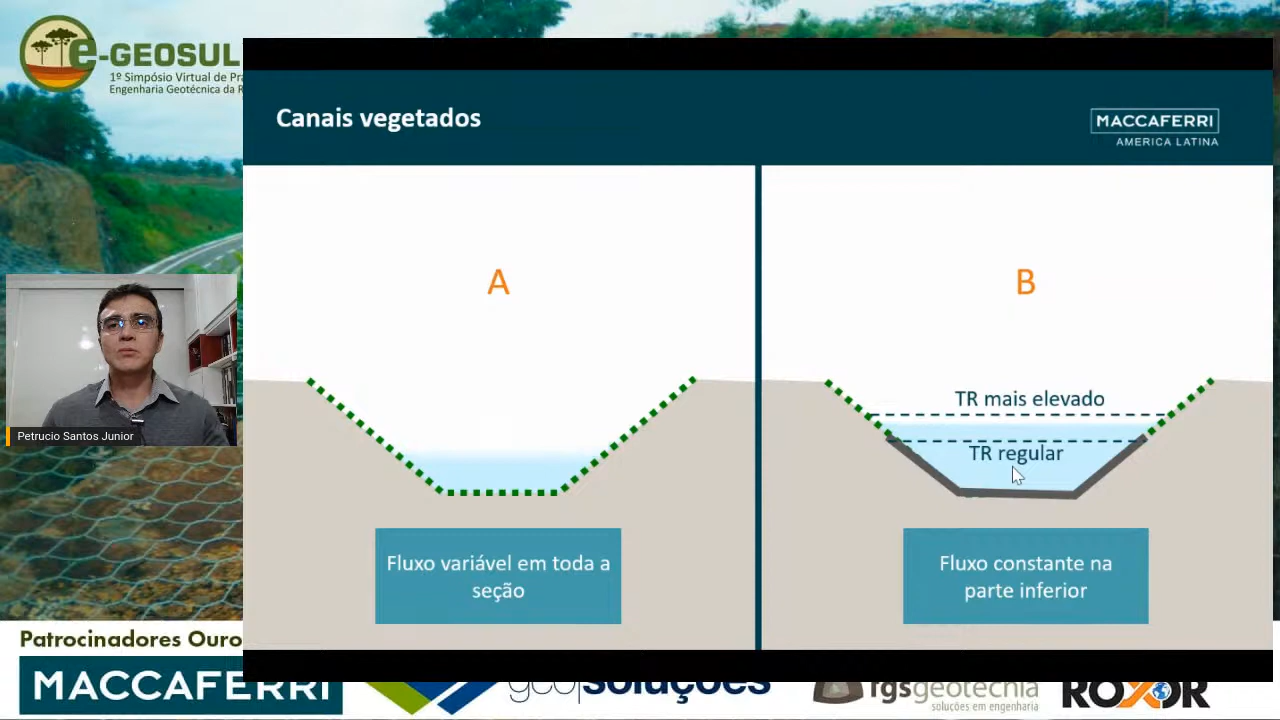 e-GEOSUL
1º Simpósio Virtual de Pra
Engenharia Geotécnica da R
Canais vegetados
MACCAFERRI
AMERICA LATINA
A
B
TR mais elevado
TR regular
Petrucio Santos Junior
Fluxo variável em toda a
seção
Fluxo constante na
parte inferior
Patrocinadores Ouro
MACCAFERRI
geo|soluções
fgsgeotecnia
soluções em engenharia
ROXOR